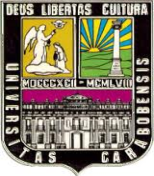 DEUS LIBERTAS CULTURA
MDCCCXCII - MCMLVIII
UNIVERSITAS CARABOBENSIS